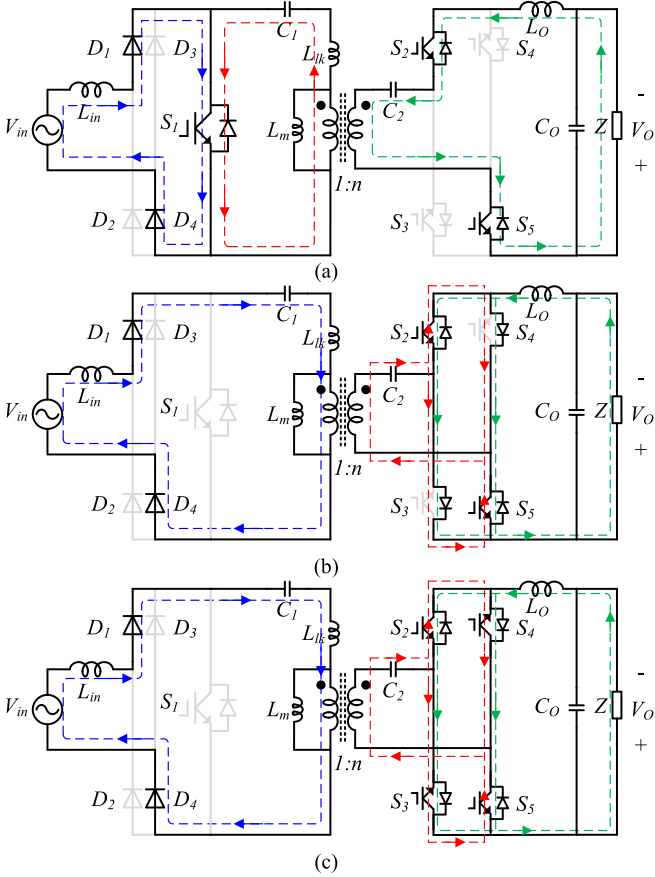 C1 LO
D1 D3 S2 S4
Llk
Lin C2
Vin S1 Lm CO Z - VO +
1:n
D2 D4 S3 S5
(a)
C1 LO
D1 D3 S2 S4
Llk
Lin C2
Vin S1 Lm CO Z - VO +
1:n
D2 D4 S3 S5
(b)
C1 LO
D1 D3 S2 S4
Llk
Lin C2
Vin S1 Lm CO Z - VO +
1:n
D2 D4 S3 S5
(c)